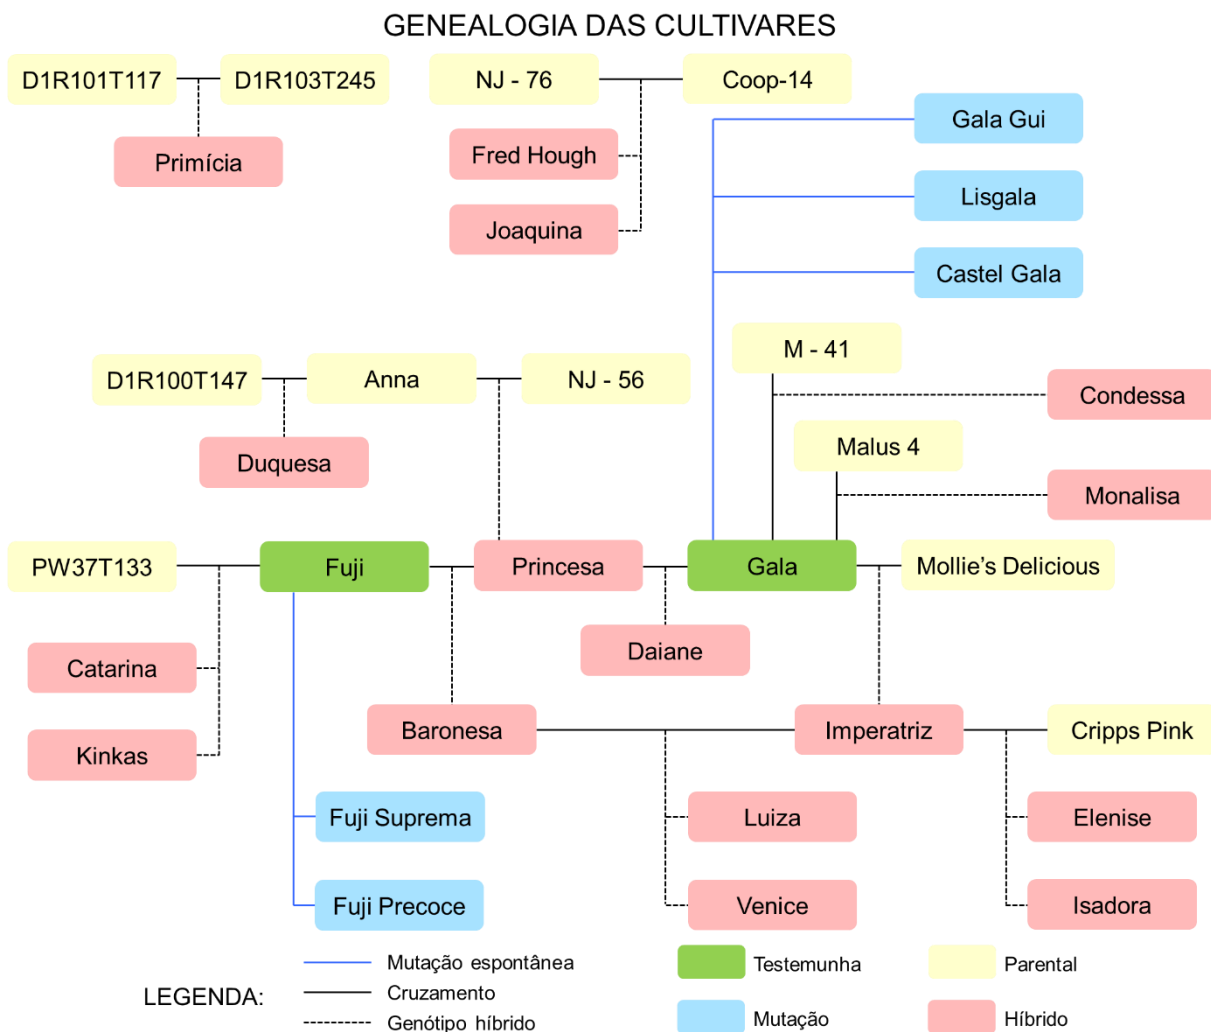 GENEALOGIA DAS CULTIVARES
D1R101T117
D1R103T245
NJ - 76
Coop-14
Gala Gui
Primícia
Fred Hough
Lisgala
Joaquina
Castel Gala
M - 41
D1R100T147
Anna
NJ - 56
Condessa
Malus 4
Duquesa
Monalisa
PW37T133
Fuji
Princesa
Gala
Mollie’s Delicious
Daiane
Catarina
Baronesa
Imperatriz
Cripps Pink
Kinkas
Fuji Suprema
Luiza
Elenise
Fuji Precoce
Venice
Isadora
LEGENDA:
Mutação espontânea
Cruzamento
Genótipo híbrido
Testemunha
Mutação
Parental
Híbrido